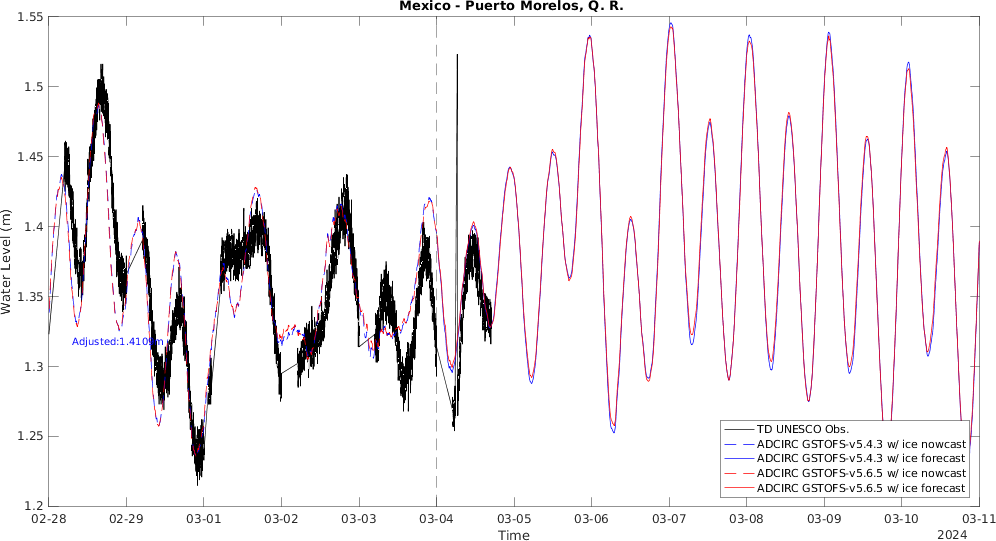 Mexico - Puerto Morelos, Q. R.
1.55
1.5
1.45
1.4
1.35
1.3
1.25
1.2
Water Level (m)
Adjusted:1.4109m
TD UNESCO Obs.
ADCIRC GSTOFS-v5.4.3 w/ ice nowcast
ADCIRC GSTOFS-v5.4.3 w/ ice forecast
ADCIRC GSTOFS-v5.6.5 w/ ice nowcast
ADCIRC GSTOFS-v5.6.5 w/ ice forecast
02-28 02-29 03-01 03-02 03-03 03-04 03-05 03-06 03-07 03-08 03-09 03-10 03-11
Time
2024